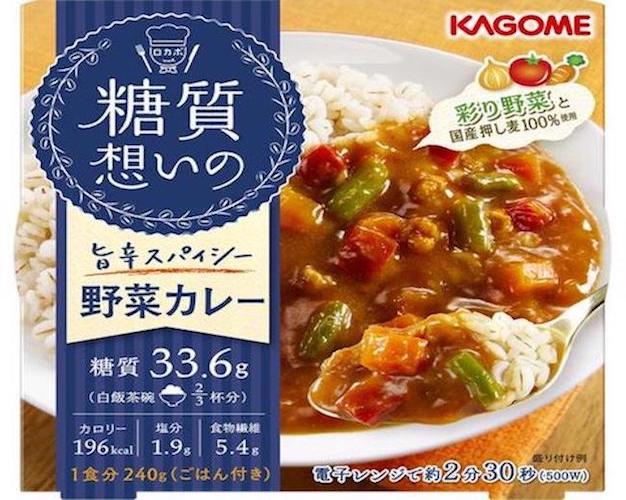 ロカボ
糖質
想いの
旨辛スパイシー
野菜カレー
糖質 33.6g
(白飯茶碗 2/3杯分)
カロリー 塩分 食物繊維
196kcal 1.9g 5.4g
1食分 240g(ごはん付き)
KAGOME
彩り野菜と
国産押し麦100%使用
盛り付け例
電子レンジで約2分30秒(500W)